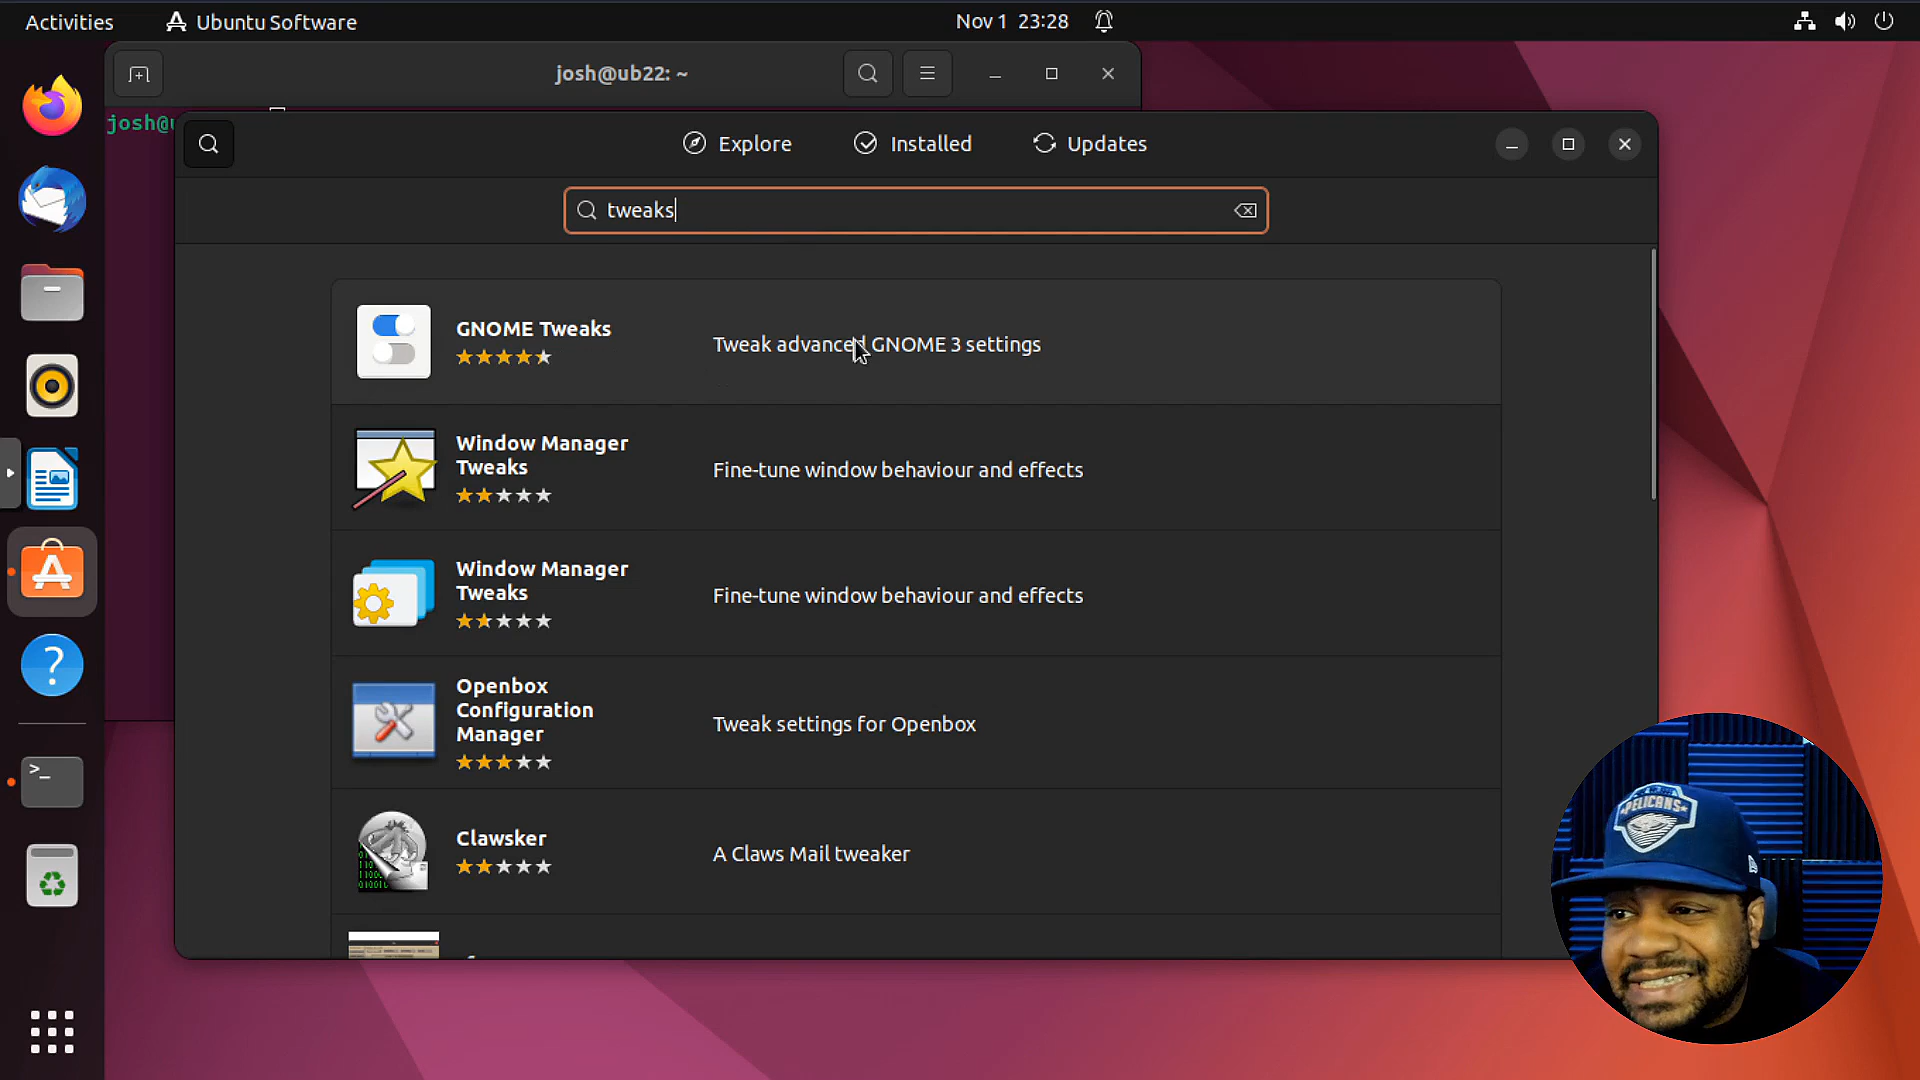 Activities
Ubuntu Software
Nov 1 23:28
josh@ub22: ~
josh@u
Explore
Installed
Updates
tweaks
GNOME Tweaks
Tweak advanced GNOME 3 settings
Window Manager
Tweaks
Fine-tune window behaviour and effects
Window Manager
Tweaks
Fine-tune window behaviour and effects
Openbox
Configuration
Manager
Tweak settings for Openbox
Clawsker
A Claws Mail tweaker
PELICANS